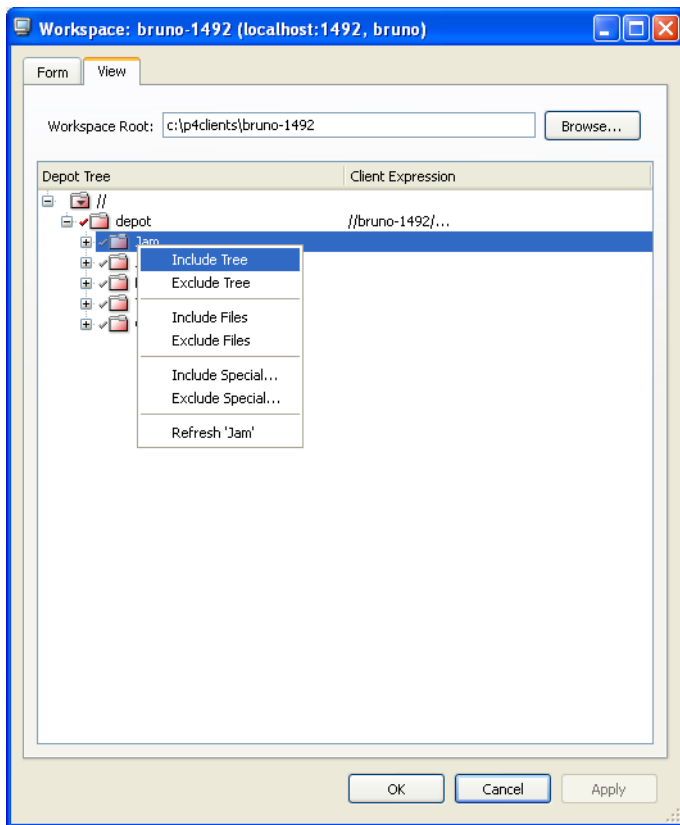 Workspace: bruno-1492 (localhost:1492, bruno)
Form View
Workspace Root: c:\p4clients\bruno-1492 Browse...
Depot Tree Client Expression
//
depot //bruno-1492/...
Jam
Include Tree
Exclude Tree
Include Files
Exclude Files
Include Special...
Exclude Special...
Refresh 'Jam'
OK Cancel Apply